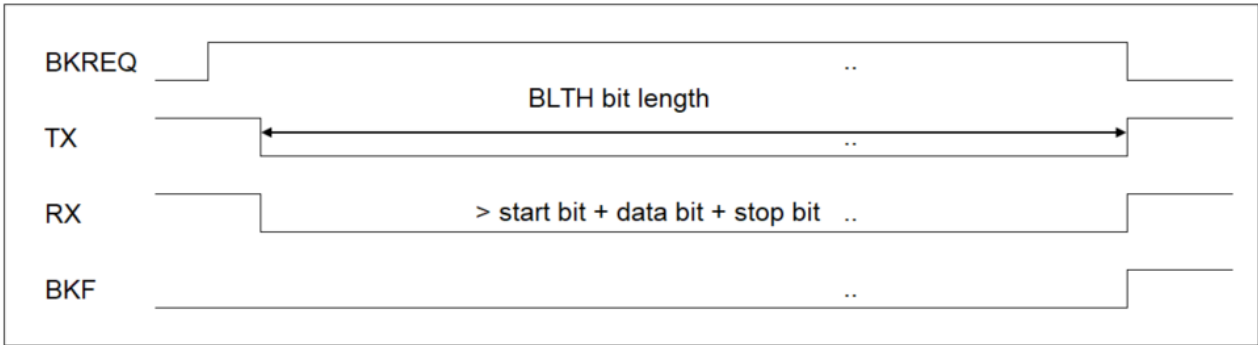 BKREQ ..
BLTH bit length
TX ..
RX > start bit + data bit + stop bit ..
BKF ..